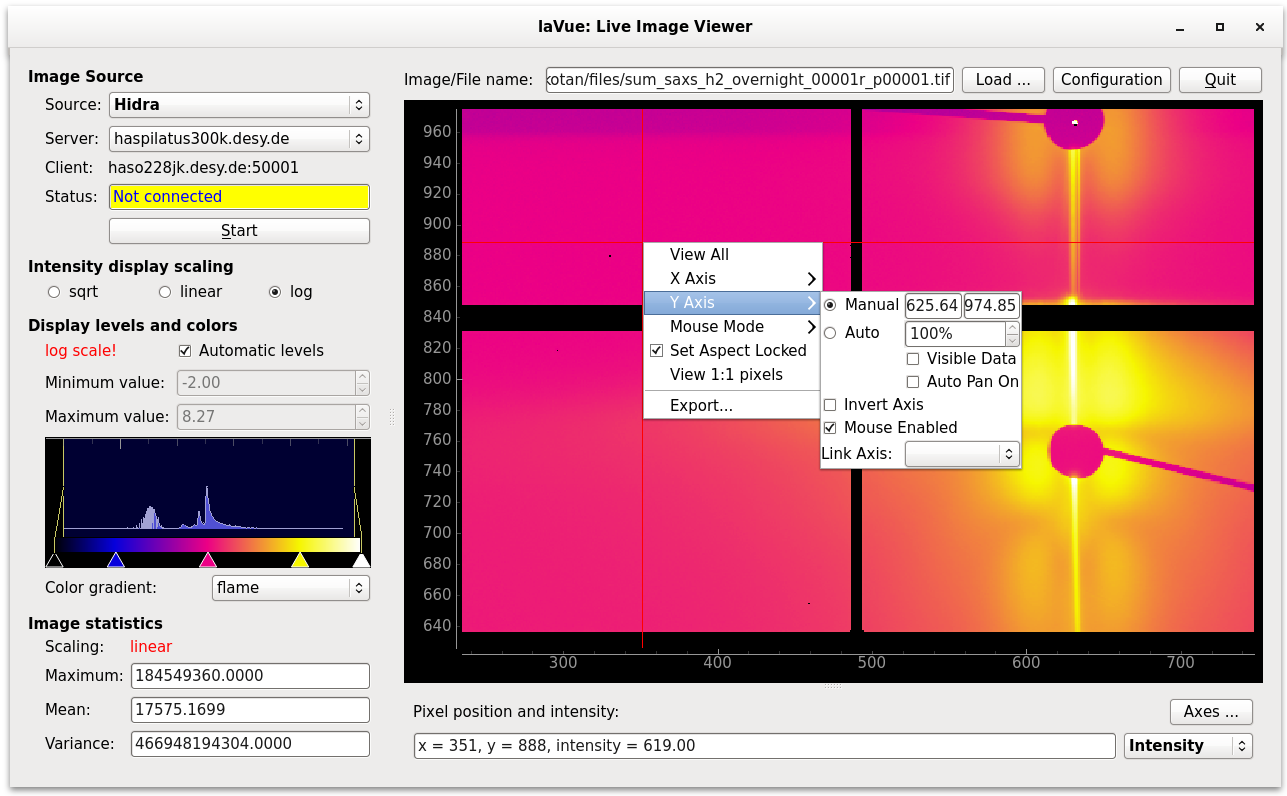 laVue: Live Image Viewer
Image Source
Source: Hidra
Server: haspilatus300k.desy.de
Client: haso228jk.desy.de:50001
Status: Not connected
Start
Intensity display scaling
sqrt linear log
Display levels and colors
log scale! Automatic levels
Minimum value: -2.00
Maximum value: 8.27
Color gradient: flame
Image statistics
Scaling: linear
Maximum: 184549360.0000
Mean: 17575.1699
Variance: 466948194304.0000
Image/File name: kotan/files/sum_saxs_h2_overnight_00001r_p00001.tif Load ... Configuration Quit
960
940
920
900
880
860
840
820
800
780
760
740
720
700
680
660
640
300 400 500 600 700
View All
X Axis
Y Axis
Mouse Mode
Set Aspect Locked
View 1:1 pixels
Export...
Manual 625.64 974.85
Auto 100%
Visible Data
Auto Pan On
Invert Axis
Mouse Enabled
Link Axis:
Pixel position and intensity: Axes ...
x = 351, y = 888, intensity = 619.00 Intensity